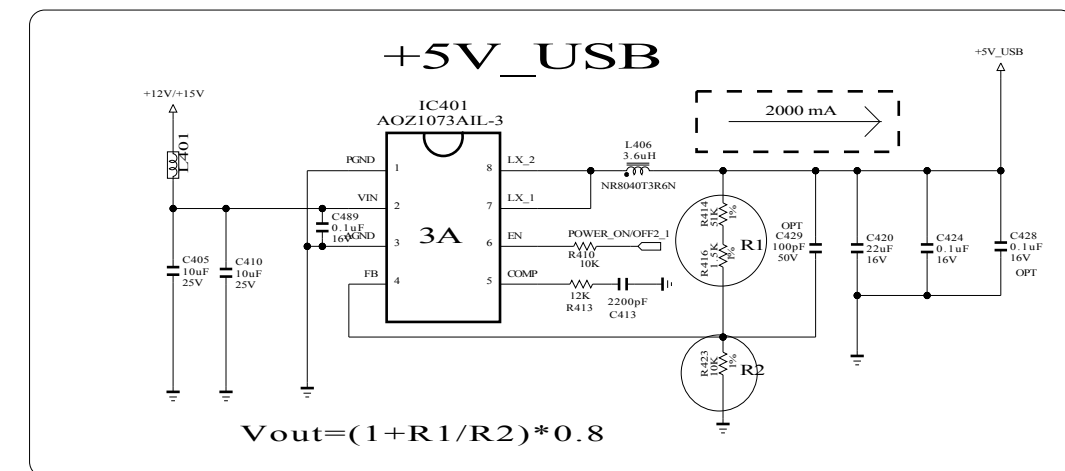 +5V_USB
+5V_USB
+12V/+15V
L401
IC401
AOZ1073AIL-3
2000 mA
L406
3.6uH
NR8040T3R6N
PGND
1
8
LX_2
VIN
2
7
LX_1
C489
0.1uF
16V
AGND
3
3A
6
EN
POWER_ON/OFF2_1
R410
10K
FB
4
5
COMP
12K
R413
2200pF
C413
C405
10uF
25V
C410
10uF
25V
R414
51K
1%
R416
1.5K
1%
R1
OPT
C429
100pF
50V
C420
22uF
16V
C424
0.1uF
16V
C428
0.1uF
16V
OPT
R423
10K
1%
R2
Vout=(1+R1/R2)*0.8